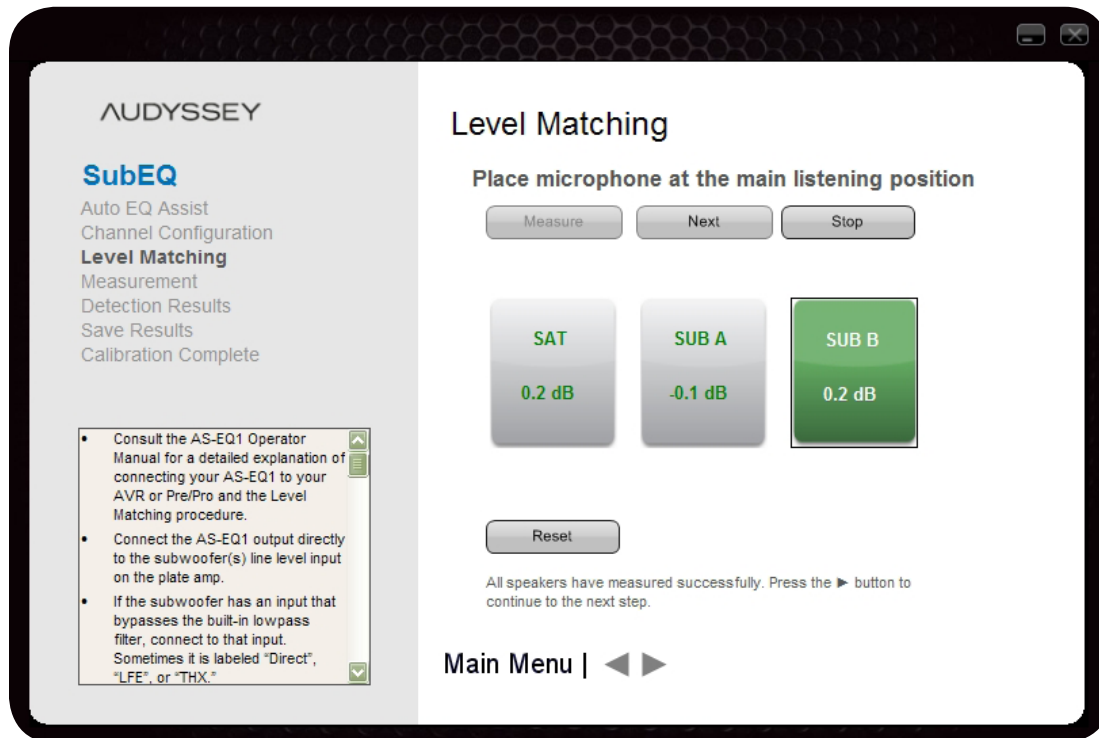 AUDYSSEY
SubEQ
Auto EQ Assist
Channel Configuration
Level Matching
Measurement
Detection Results
Save Results
Calibration Complete
• Consult the AS-EQ1 Operator
Manual for a detailed explanation of
connecting your AS-EQ1 to your
AVR or Pre/Pro and the Level
Matching procedure.
• Connect the AS-EQ1 output directly
to the subwoofer(s) line level input
on the plate amp.
• If the subwoofer has an input that
bypasses the built-in lowpass
filter, connect to that input.
Sometimes it is labeled “Direct”,
“LFE”, or “THX.”
Level Matching
Place microphone at the main listening position
Measure Next Stop
SAT SUB A SUB B
0.2 dB -0.1 dB 0.2 dB
Reset
All speakers have measured successfully. Press the ► button to
continue to the next step.
Main Menu | ◄ ►